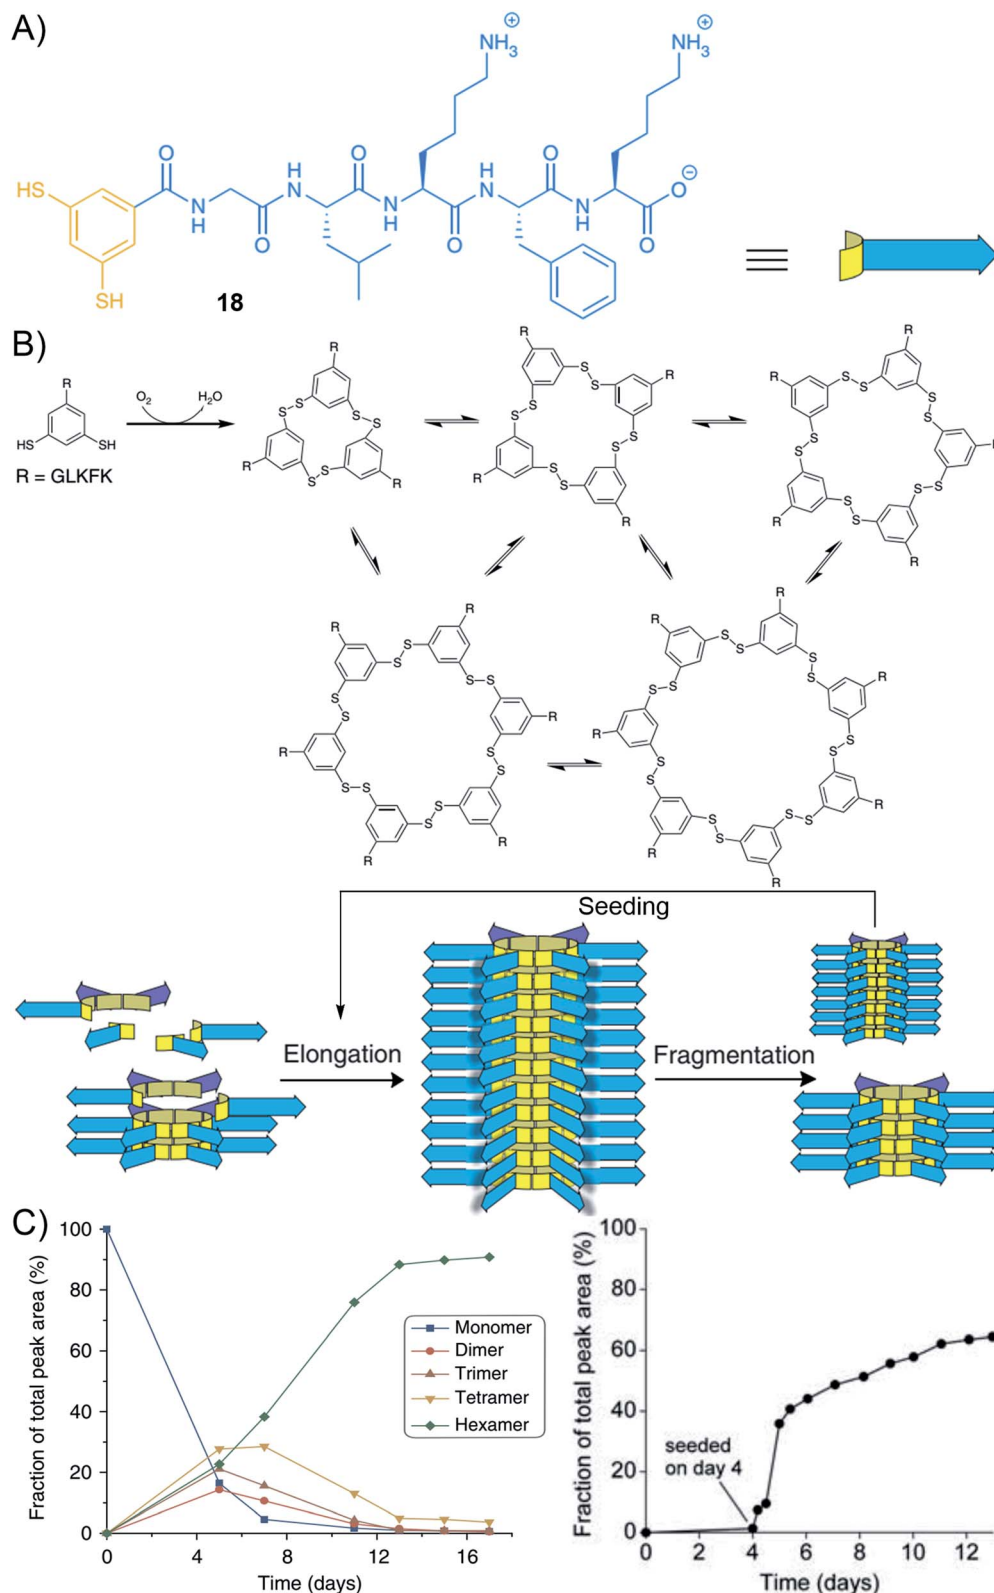 A)
NH3 ⊕
NH3 ⊕
HS
O
N
H
O
H
N
O
N
H
O
H
N
O
N
H
O
O ⊖
SH
18
B)
R
HS
SH
O2
H2O
R = GLKFK
R
S
S
S
S
R
S
S
R
R
S
S
R
S
S
S
S
R
S
S
R
R
S
S
R
S
S
R
S
S
S
S
R
S
S
R
R
R
S
S
S
S
S
S
R
R
S
S
S
S
S
S
R
R
R
R
S
S
S
S
R
S
S
R
S
S
S
S
R
S
S
S
S
R
R
Seeding
Elongation
Fragmentation
C)
100
80
60
40
20
0
Fraction of total peak area (%)
Monomer
Dimer
Trimer
Tetramer
Hexamer
0 4 8 12 16
Time (days)
100
80
60
40
20
0
Fraction of total peak area (%)
seeded
on day 4
0 2 4 6 8 10 12
Time (days)